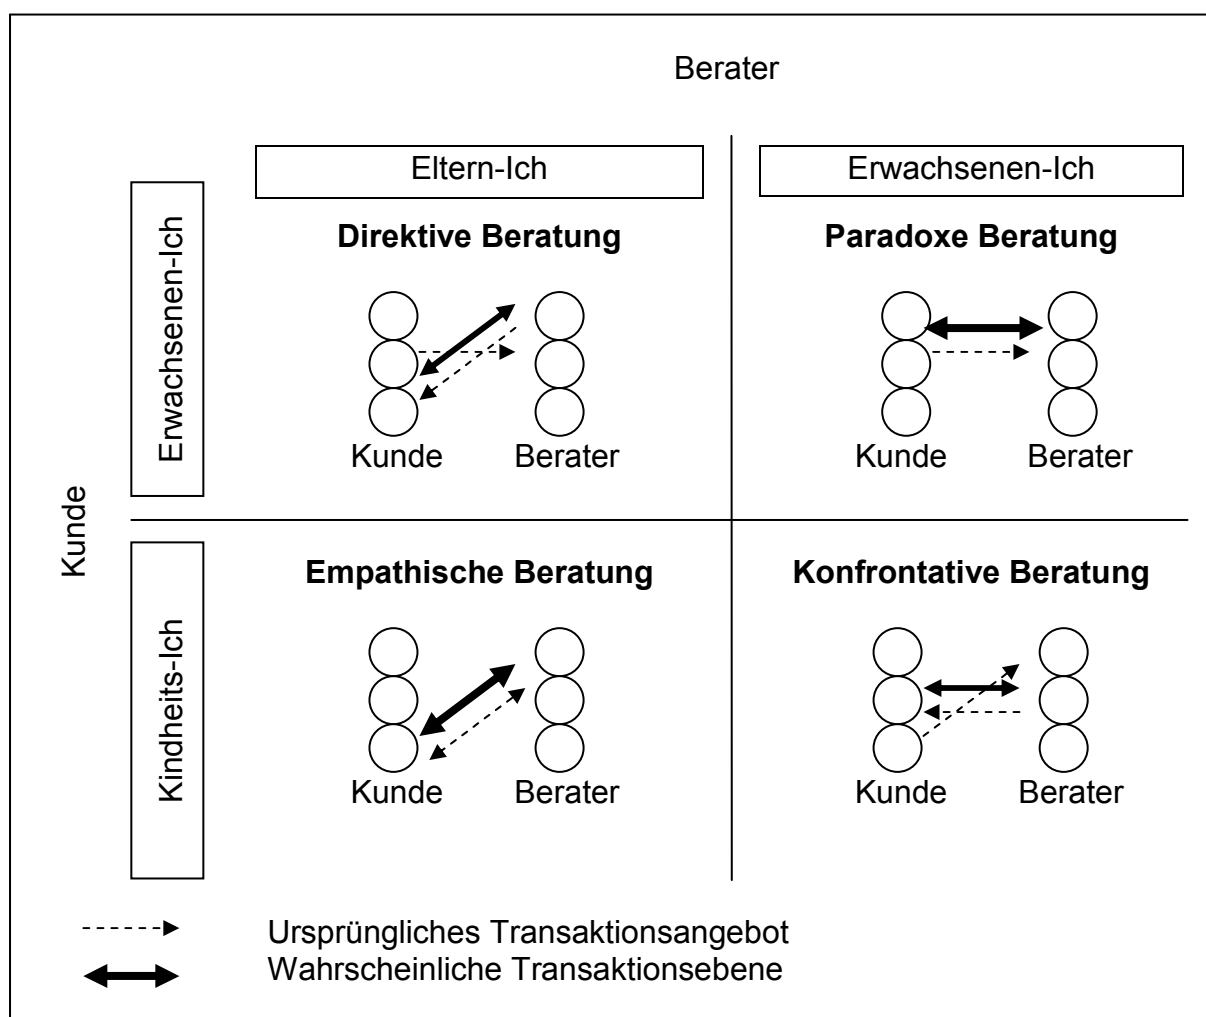 Berater
Eltern-Ich
Erwachsenen-Ich
Kunde
Erwachsenen-Ich
Direktive Beratung
Kunde
Berater
Paradoxe Beratung
Kunde
Berater
Kindheits-Ich
Empathische Beratung
Kunde
Berater
Konfrontative Beratung
Kunde
Berater
Ursprüngliches Transaktionsangebot
Wahrscheinliche Transaktionsebene